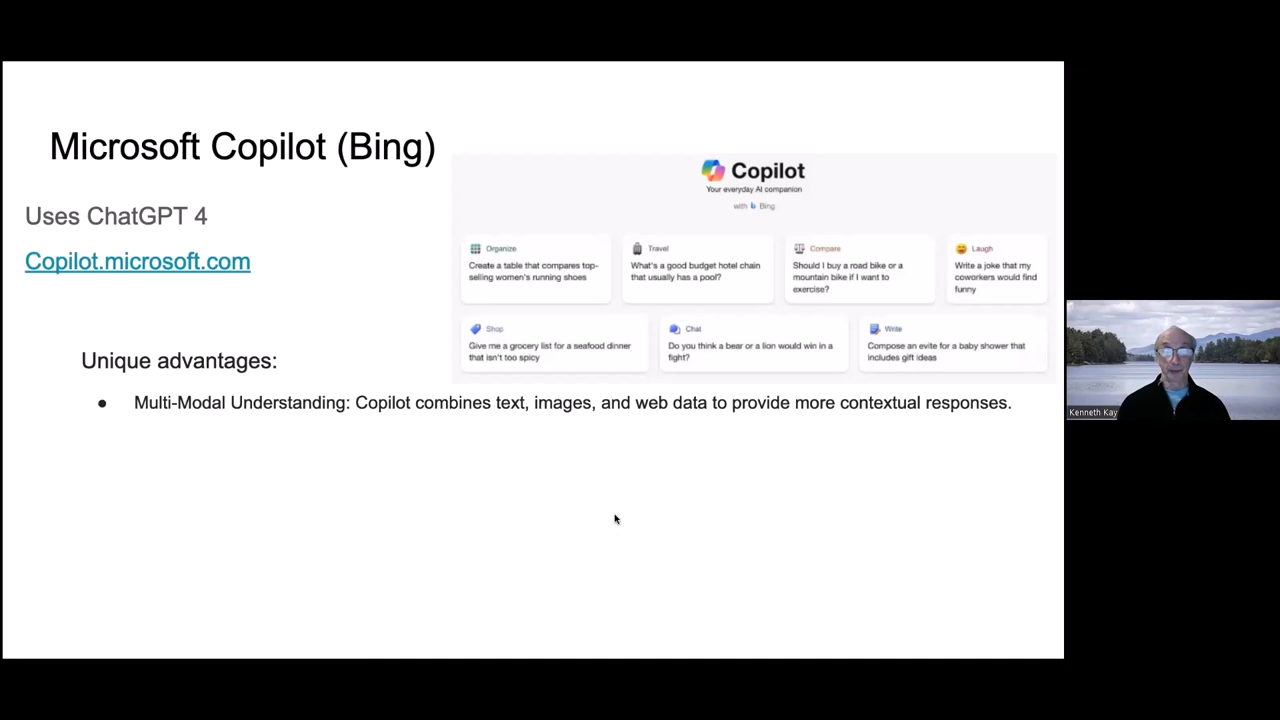 Microsoft Copilot (Bing)
Uses ChatGPT 4
Copilot.microsoft.com
Copilot
Your everyday AI companion
with Bing
Organize
Create a table that compares top-
selling women's running shoes
Travel
What's a good budget hotel chain
that usually has a pool?
Compare
Should I buy a road bike or a
mountain bike if I want to
exercise?
Laugh
Write a joke that my
coworkers would find
funny
Shop
Give me a grocery list for a seafood dinner
that isn't too spicy
Chat
Do you think a bear or a lion would win in a
fight?
Write
Compose an evite for a baby shower that
includes gift ideas
Unique advantages:
● Multi-Modal Understanding: Copilot combines text, images, and web data to provide more contextual responses.
Kenneth Kay